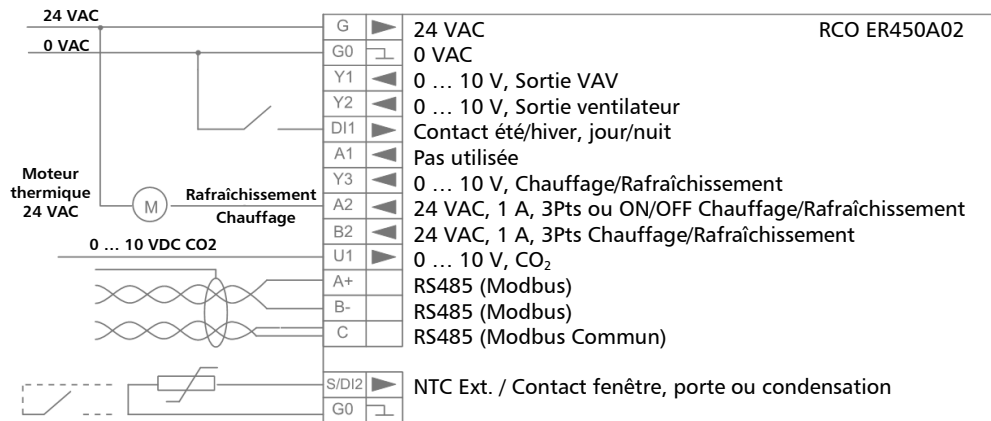 24 VAC
G 24 VAC RCO ER450A02
0 VAC
G0 0 VAC
Y1 0 … 10 V, Sortie VAV
Y2 0 … 10 V, Sortie ventilateur
DI1 Contact été/hiver, jour/nuit
A1 Pas utilisée
Y3 0 … 10 V, Chauffage/Rafraîchissement
Moteur
thermique
24 VAC
M
Rafraîchissement
Chauffage
A2 24 VAC, 1 A, 3Pts ou ON/OFF Chauffage/Rafraîchissement
B2 24 VAC, 1 A, 3Pts Chauffage/Rafraîchissement
0 … 10 VDC CO2
U1 0 … 10 V, CO₂
A+ RS485 (Modbus)
B- RS485 (Modbus)
C RS485 (Modbus Commun)
S/DI2 NTC Ext. / Contact fenêtre, porte ou condensation
G0